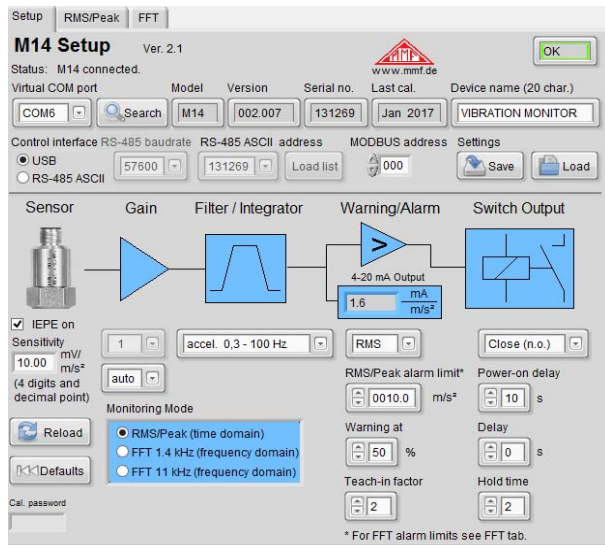 Setup RMS/Peak FFT
M14 Setup Ver. 2.1
MMF
www.mmf.de
OK
Status: M14 connected.
Virtual COM port Model Version Serial no. Last cal. Device name (20 char.)
COM6 Search M14 002.007 131269 Jan 2017 VIBRATION MONITOR
Control interface RS-485 baudrate RS-485 ASCII address MODBUS address Settings
USB 57600 131269 Load list 000 Save Load
RS-485 ASCII
Sensor Gain Filter / Integrator Warning/Alarm Switch Output
>
4-20 mA Output
1.6 mA
m/s²
IEPE on
Sensitivity
10.00 mV/
m/s²
(4 digits and
decimal point)
1 accel. 0,3 - 100 Hz RMS Close (n.o.)
auto
RMS/Peak alarm limit* Power-on delay
0010.0 m/s² 10 s
Monitoring Mode
RMS/Peak (time domain)
FFT 1.4 kHz (frequency domain)
FFT 11 kHz (frequency domain)
Warning at Delay
50 % 0 s
Reload
Defaults
Teach-in factor Hold time
2 2
Cal. password
* For FFT alarm limits see FFT tab.